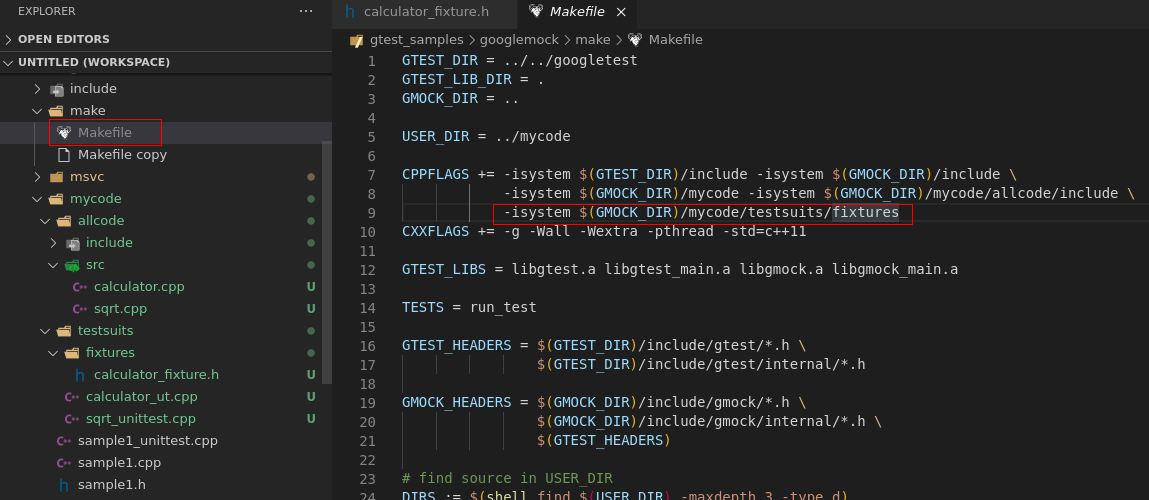 EXPLORER
OPEN EDITORS
UNTITLED (WORKSPACE)
include
make
Makefile
Makefile copy
msvc
mycode
allcode
include
src
calculator.cpp U
sqrt.cpp U
testsuits
fixtures
calculator_fixture.h U
calculator_ut.cpp U
sqrt_unittest.cpp U
sample1_unittest.cpp
sample1.cpp
sample1.h
calculator_fixture.h Makefile
gtest_samples > googlemock > make > Makefile
1 GTEST_DIR = ../../googletest
2 GTEST_LIB_DIR = .
3 GMOCK_DIR = ..
4
5 USER_DIR = ../mycode
6
7 CPPFLAGS += -isystem $(GTEST_DIR)/include -isystem $(GMOCK_DIR)/include \
8 -isystem $(GMOCK_DIR)/mycode -isystem $(GMOCK_DIR)/mycode/allcode/include \
9 -isystem $(GMOCK_DIR)/mycode/testsuits/fixtures
10 CXXFLAGS += -g -Wall -Wextra -pthread -std=c++11
11
12 GTEST_LIBS = libgtest.a libgtest_main.a libgmock.a libgmock_main.a
13
14 TESTS = run_test
15
16 GTEST_HEADERS = $(GTEST_DIR)/include/gtest/*.h \
17 $(GTEST_DIR)/include/gtest/internal/*.h
18
19 GMOCK_HEADERS = $(GMOCK_DIR)/include/gmock/*.h \
20 $(GMOCK_DIR)/include/gmock/internal/*.h \
21 $(GTEST_HEADERS)
22
23 # find source in USER_DIR
24 DIRS := $(shell find $(USER_DIR) -maxdepth 3 -type d)